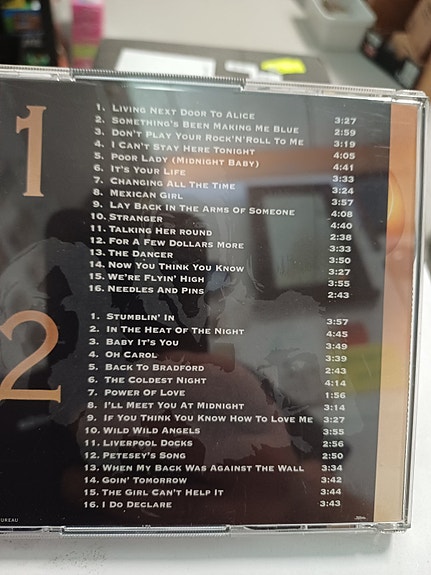 1
1. LIVING NEXT DOOR TO ALICE 3:27
2. SOMETHING'S BEEN MAKING ME BLUE 2:59
3. DON'T PLAY YOUR ROCK'N'ROLL TO ME 3:19
4. I CAN'T STAY HERE TONIGHT 4:05
5. POOR LADY (MIDNIGHT BABY) 4:41
6. IT'S YOUR LIFE 3:33
7. CHANGING ALL THE TIME 3:24
8. MEXICAN GIRL 3:57
9. LAY BACK IN THE ARMS OF SOMEONE 4:08
10. STRANGER 4:40
11. TALKING HER ROUND 2:38
12. FOR A FEW DOLLARS MORE 3:33
13. THE DANCER 3:50
14. NOW YOU THINK YOU KNOW 3:27
15. WE'RE FLYIN' HIGH 3:55
16. NEEDLES AND PINS 2:43
2
1. STUMBLIN' IN 3:57
2. IN THE HEAT OF THE NIGHT 4:45
3. BABY IT'S YOU 3:49
4. OH CAROL 3:39
5. BACK TO BRADFORD 2:43
6. THE COLDEST NIGHT 4:14
7. POWER OF LOVE 1:56
8. I'LL MEET YOU AT MIDNIGHT 3:14
9. IF YOU THINK YOU KNOW HOW TO LOVE ME 3:27
10. WILD WILD ANGELS 3:55
11. LIVERPOOL DOCKS 2:56
12. PETESEY'S SONG 2:50
13. WHEN MY BACK WAS AGAINST THE WALL 3:34
14. GOIN' TOMORROW 3:42
15. THE GIRL CAN'T HELP IT 3:44
16. I DO DECLARE 3:43
UREAU